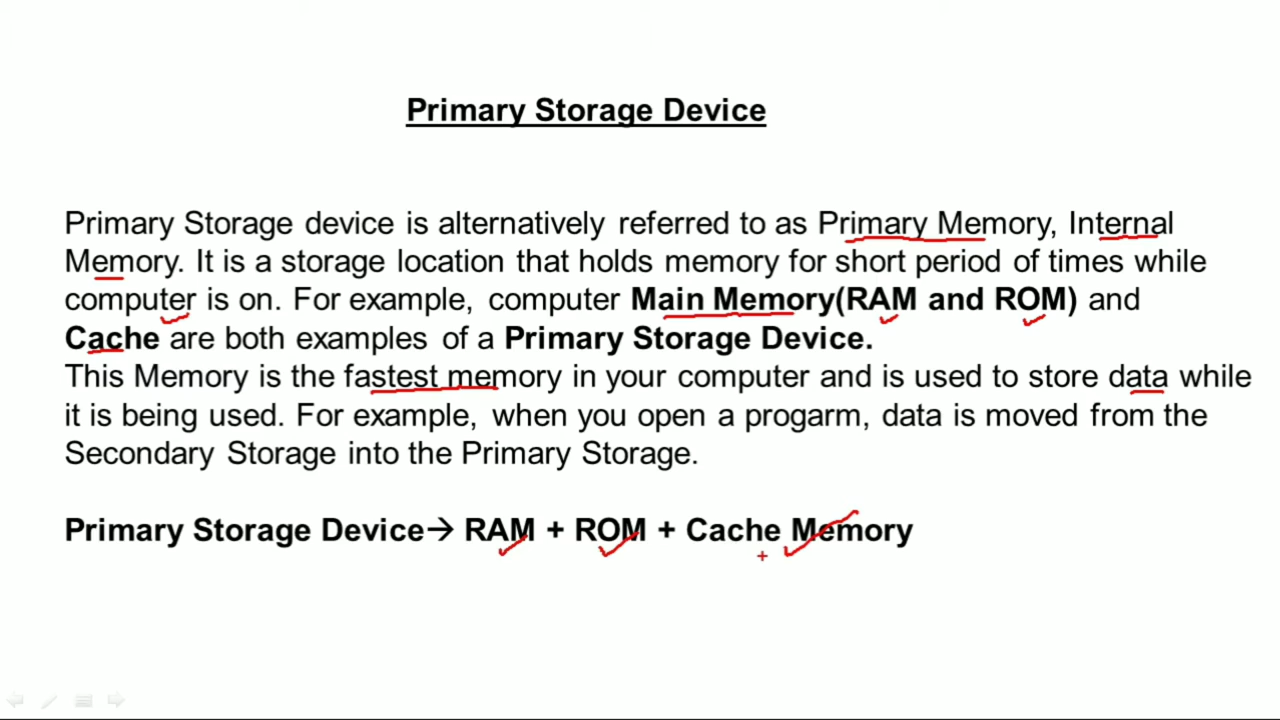 Primary Storage Device
Primary Storage device is alternatively referred to as Primary Memory, Internal
Memory. It is a storage location that holds memory for short period of times while
computer is on. For example, computer Main Memory(RAM and ROM) and
Cache are both examples of a Primary Storage Device.
This Memory is the fastest memory in your computer and is used to store data while
it is being used. For example, when you open a progarm, data is moved from the
Secondary Storage into the Primary Storage.
Primary Storage Device→ RAM + ROM + Cache Memory